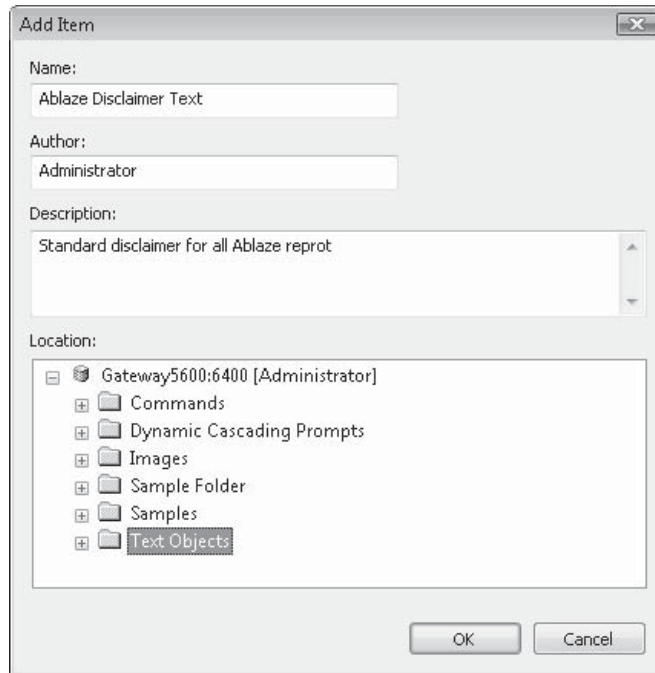 Add Item
Name:
Ablaze Disclaimer Text
Author:
Administrator
Description:
Standard disclaimer for all Ablaze reprot
Location:
Gateway5600:6400 [Administrator]
Commands
Dynamic Cascading Prompts
Images
Sample Folder
Samples
Text Objects
OK
Cancel